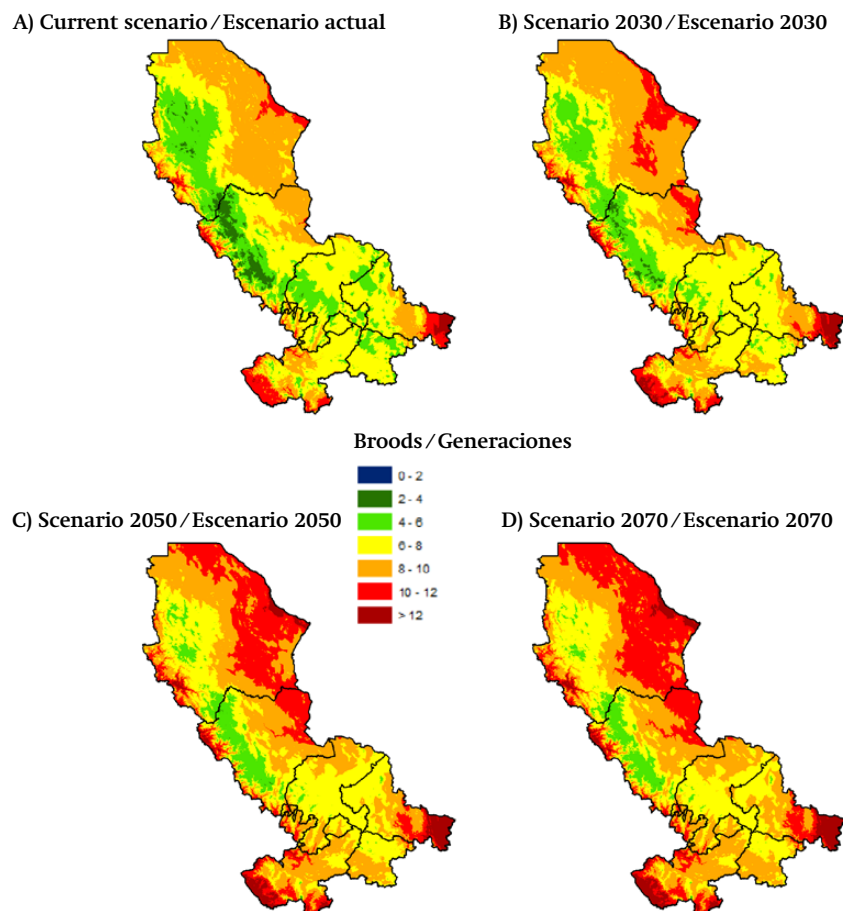 A) Current scenario/Escenario actual
B) Scenario 2030/Escenario 2030
Broods/Generaciones
0 - 2
2 - 4
4 - 6
6 - 8
8 - 10
10 - 12
> 12
C) Scenario 2050/Escenario 2050
D) Scenario 2070/Escenario 2070